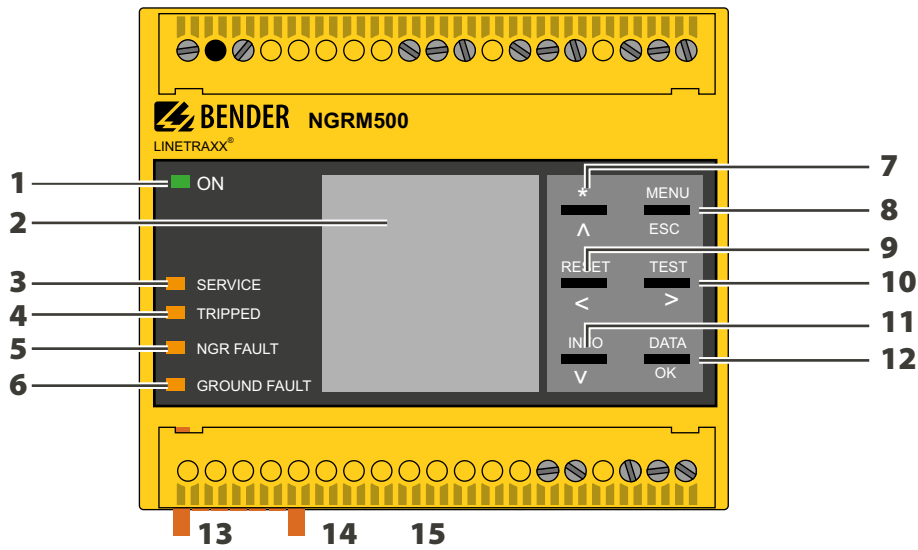 BENDER NGRM500
LINETRAXX®
1 ON
2
3 SERVICE
4 TRIPPED
5 NGR FAULT
6 GROUND FAULT
* MENU 7
^ ESC 8
RESET TEST 9
< > 10
INFO DATA 11
V OK 12
13 14 15